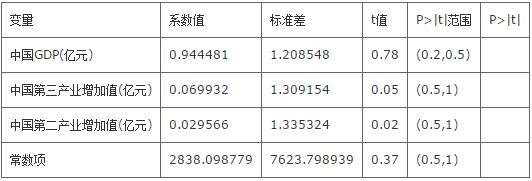 变量 系数值 标准差 t值 P>|t|范围 P>|t|
中国GDP(亿元) 0.944481 1.208548 0.78 (0.2,0.5)
中国第三产业增加值(亿元) 0.069932 1.309154 0.05 (0.5,1)
中国第二产业增加值(亿元) 0.029566 1.335324 0.02 (0.5,1)
常数项 2838.098779 7623.798939 0.37 (0.5,1)